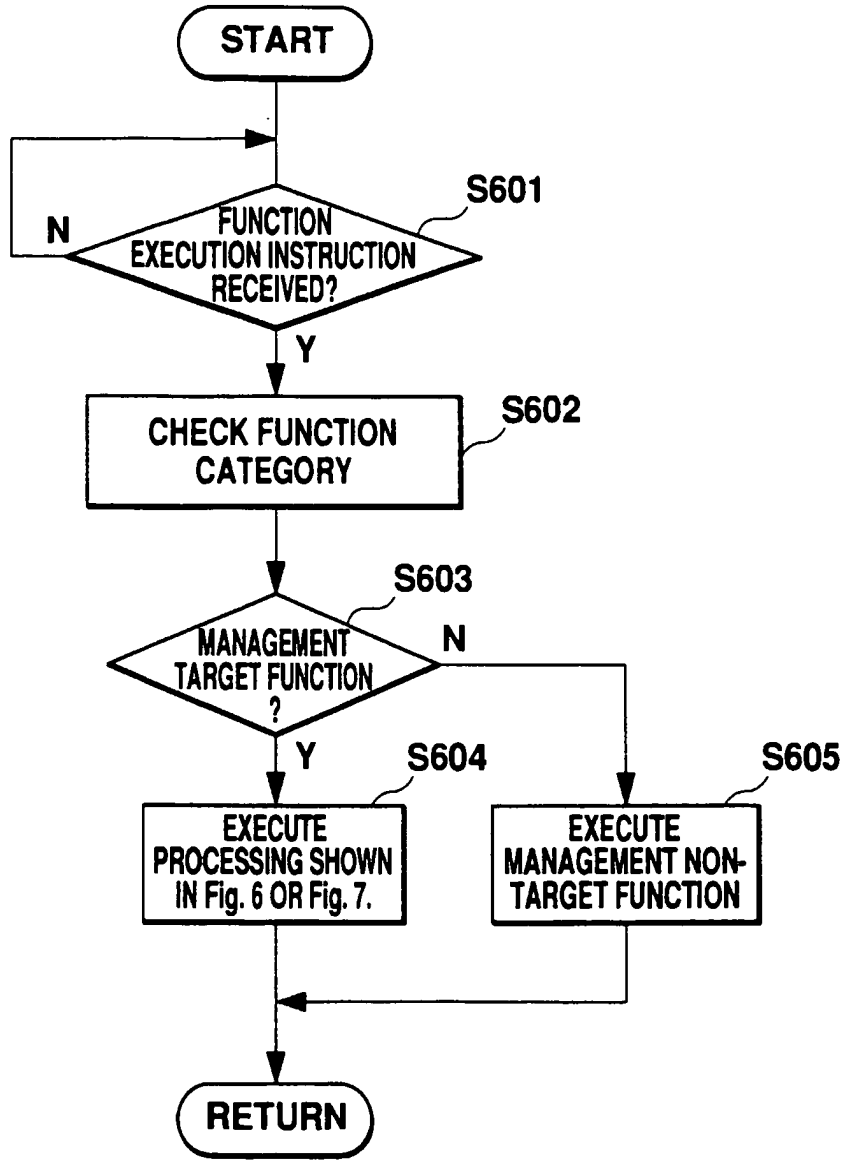 START
S601
N
FUNCTION
EXECUTION INSTRUCTION
RECEIVED?
Y
S602
CHECK FUNCTION
CATEGORY
S603
MANAGEMENT
TARGET FUNCTION
?
N
Y
S604
EXECUTE
PROCESSING SHOWN
IN Fig. 6 OR Fig. 7.
S605
EXECUTE
MANAGEMENT NON-
TARGET FUNCTION
RETURN